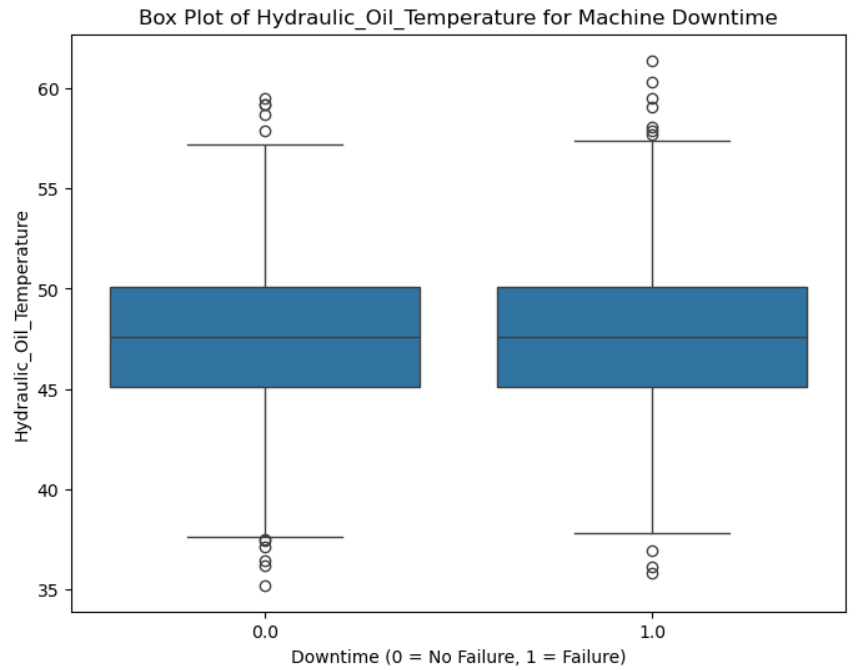 Box Plot of Hydraulic_Oil_Temperature for Machine Downtime
Hydraulic_Oil_Temperature
60
55
50
45
40
35
0.0
1.0
Downtime (0 = No Failure, 1 = Failure)